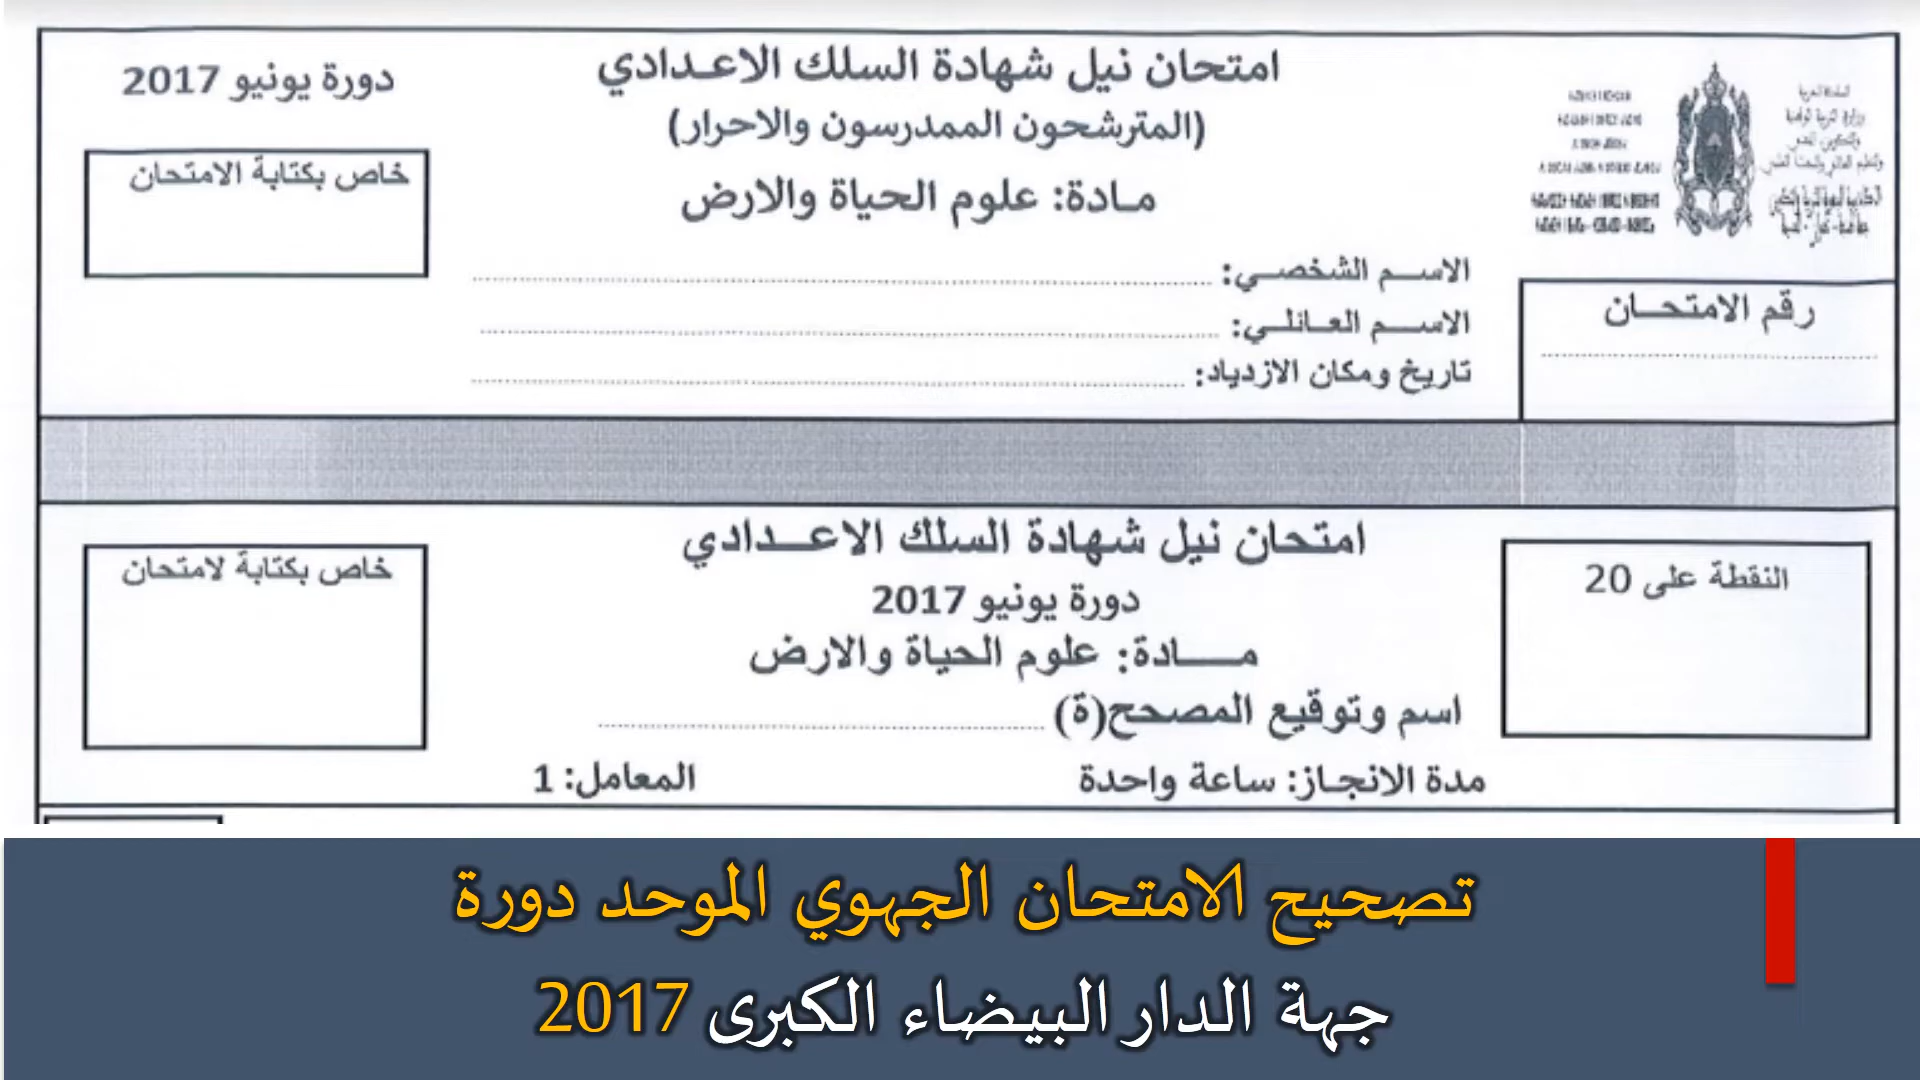 امتحان نيل شهادة السلك الاعدادي
(المترشحون الممدرسون والاحرار)
مادة: علوم الحياة والارض
دورة يونيو 2017
خاص بكتابة الامتحان
الاسم الشخصي:
الاسم العائلي:
تاريخ ومكان الازدياد:
رقم الامتحان
امتحان نيل شهادة السلك الاعدادي
دورة يونيو 2017
مادة: علوم الحياة والارض
اسم وتوقيع المصحح(ة)
مدة الانجاز: ساعة واحدة
المعامل: 1
النقطة على 20
خاص بكتابة لامتحان
تصحيح الامتحان الجهوي الموحد دورة
جهة الدار البيضاء الكبرى 2017